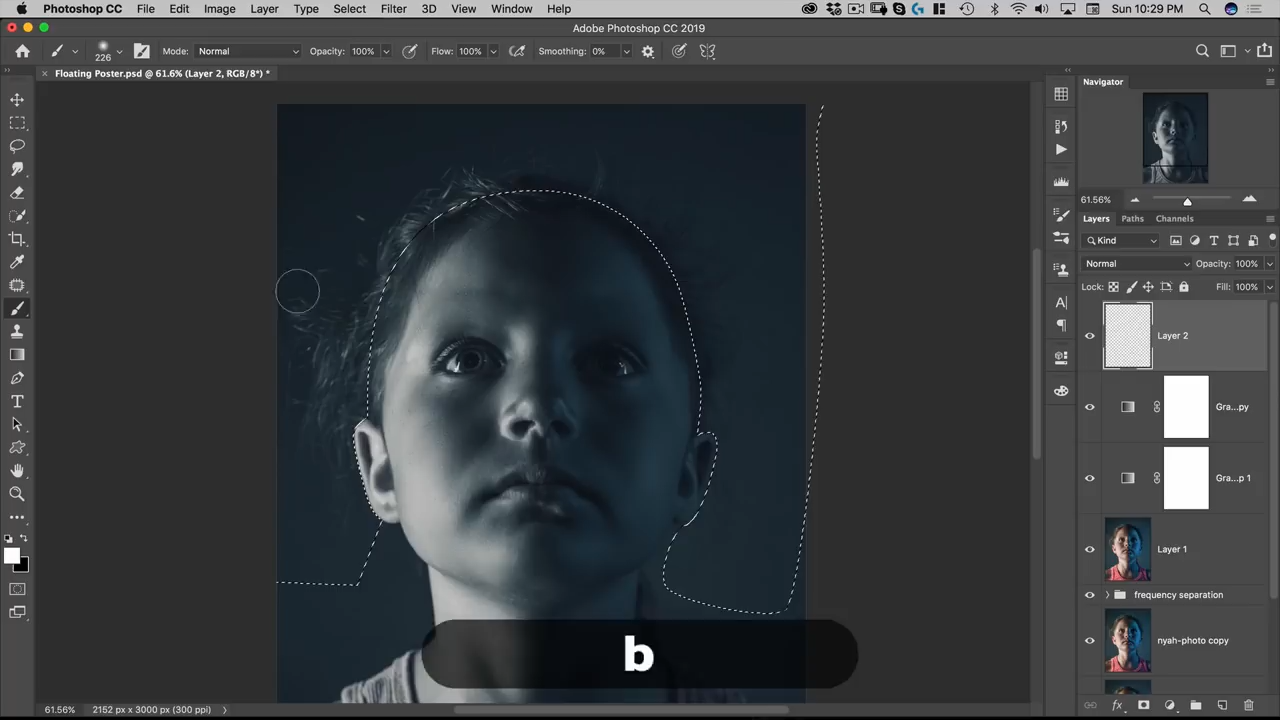 Photoshop CC File Edit Image Layer Type Select Filter 3D View Window Help Sun 10:29 PM
Adobe Photoshop CC 2019
226 Mode: Normal Opacity: 100% Flow: 100% Smoothing: 0%
Floating Poster.psd @ 61.6% (Layer 2, RGB/8*) *
Navigator
61.56%
Layers Paths Channels
Kind
Normal Opacity: 100%
Lock: Fill: 100%
Layer 2
Gra...py
Gra...p 1
Layer 1
frequency separation
nyah-photo copy
b
61.56% 2152 px x 3000 px (300 ppi)